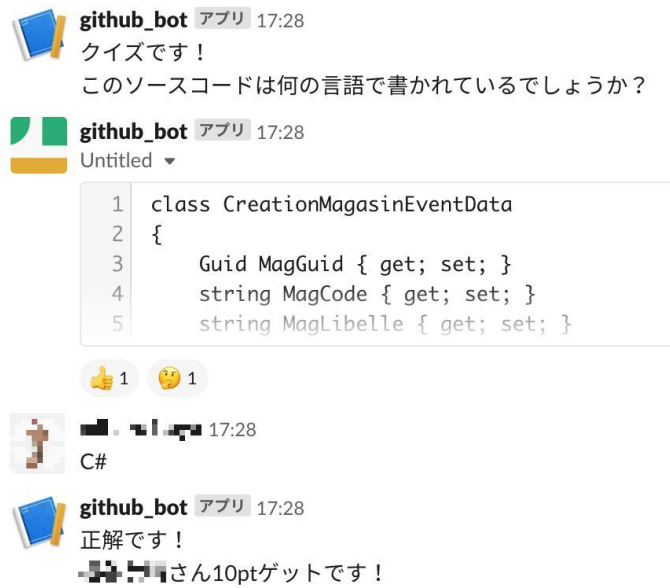 github_bot アプリ 17:28
クイズです！
このソースコードは何の言語で書かれているでしょうか？
github_bot アプリ 17:28
Untitled
1 class CreationMagasinEventData
2 {
3 Guid MagGuid { get; set; }
4 string MagCode { get; set; }
5 string MagLibelle { get; set; }
1 1
17:28
C#
github_bot アプリ 17:28
正解です！
さん10ptゲットです！